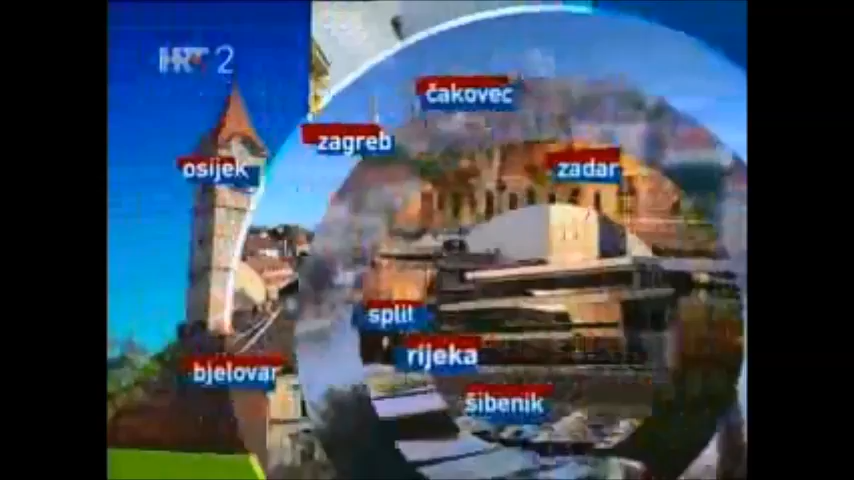 HRT 2
čakovec
zagreb
zadar
osijek
split
rijeka
bjelovar
šibenik